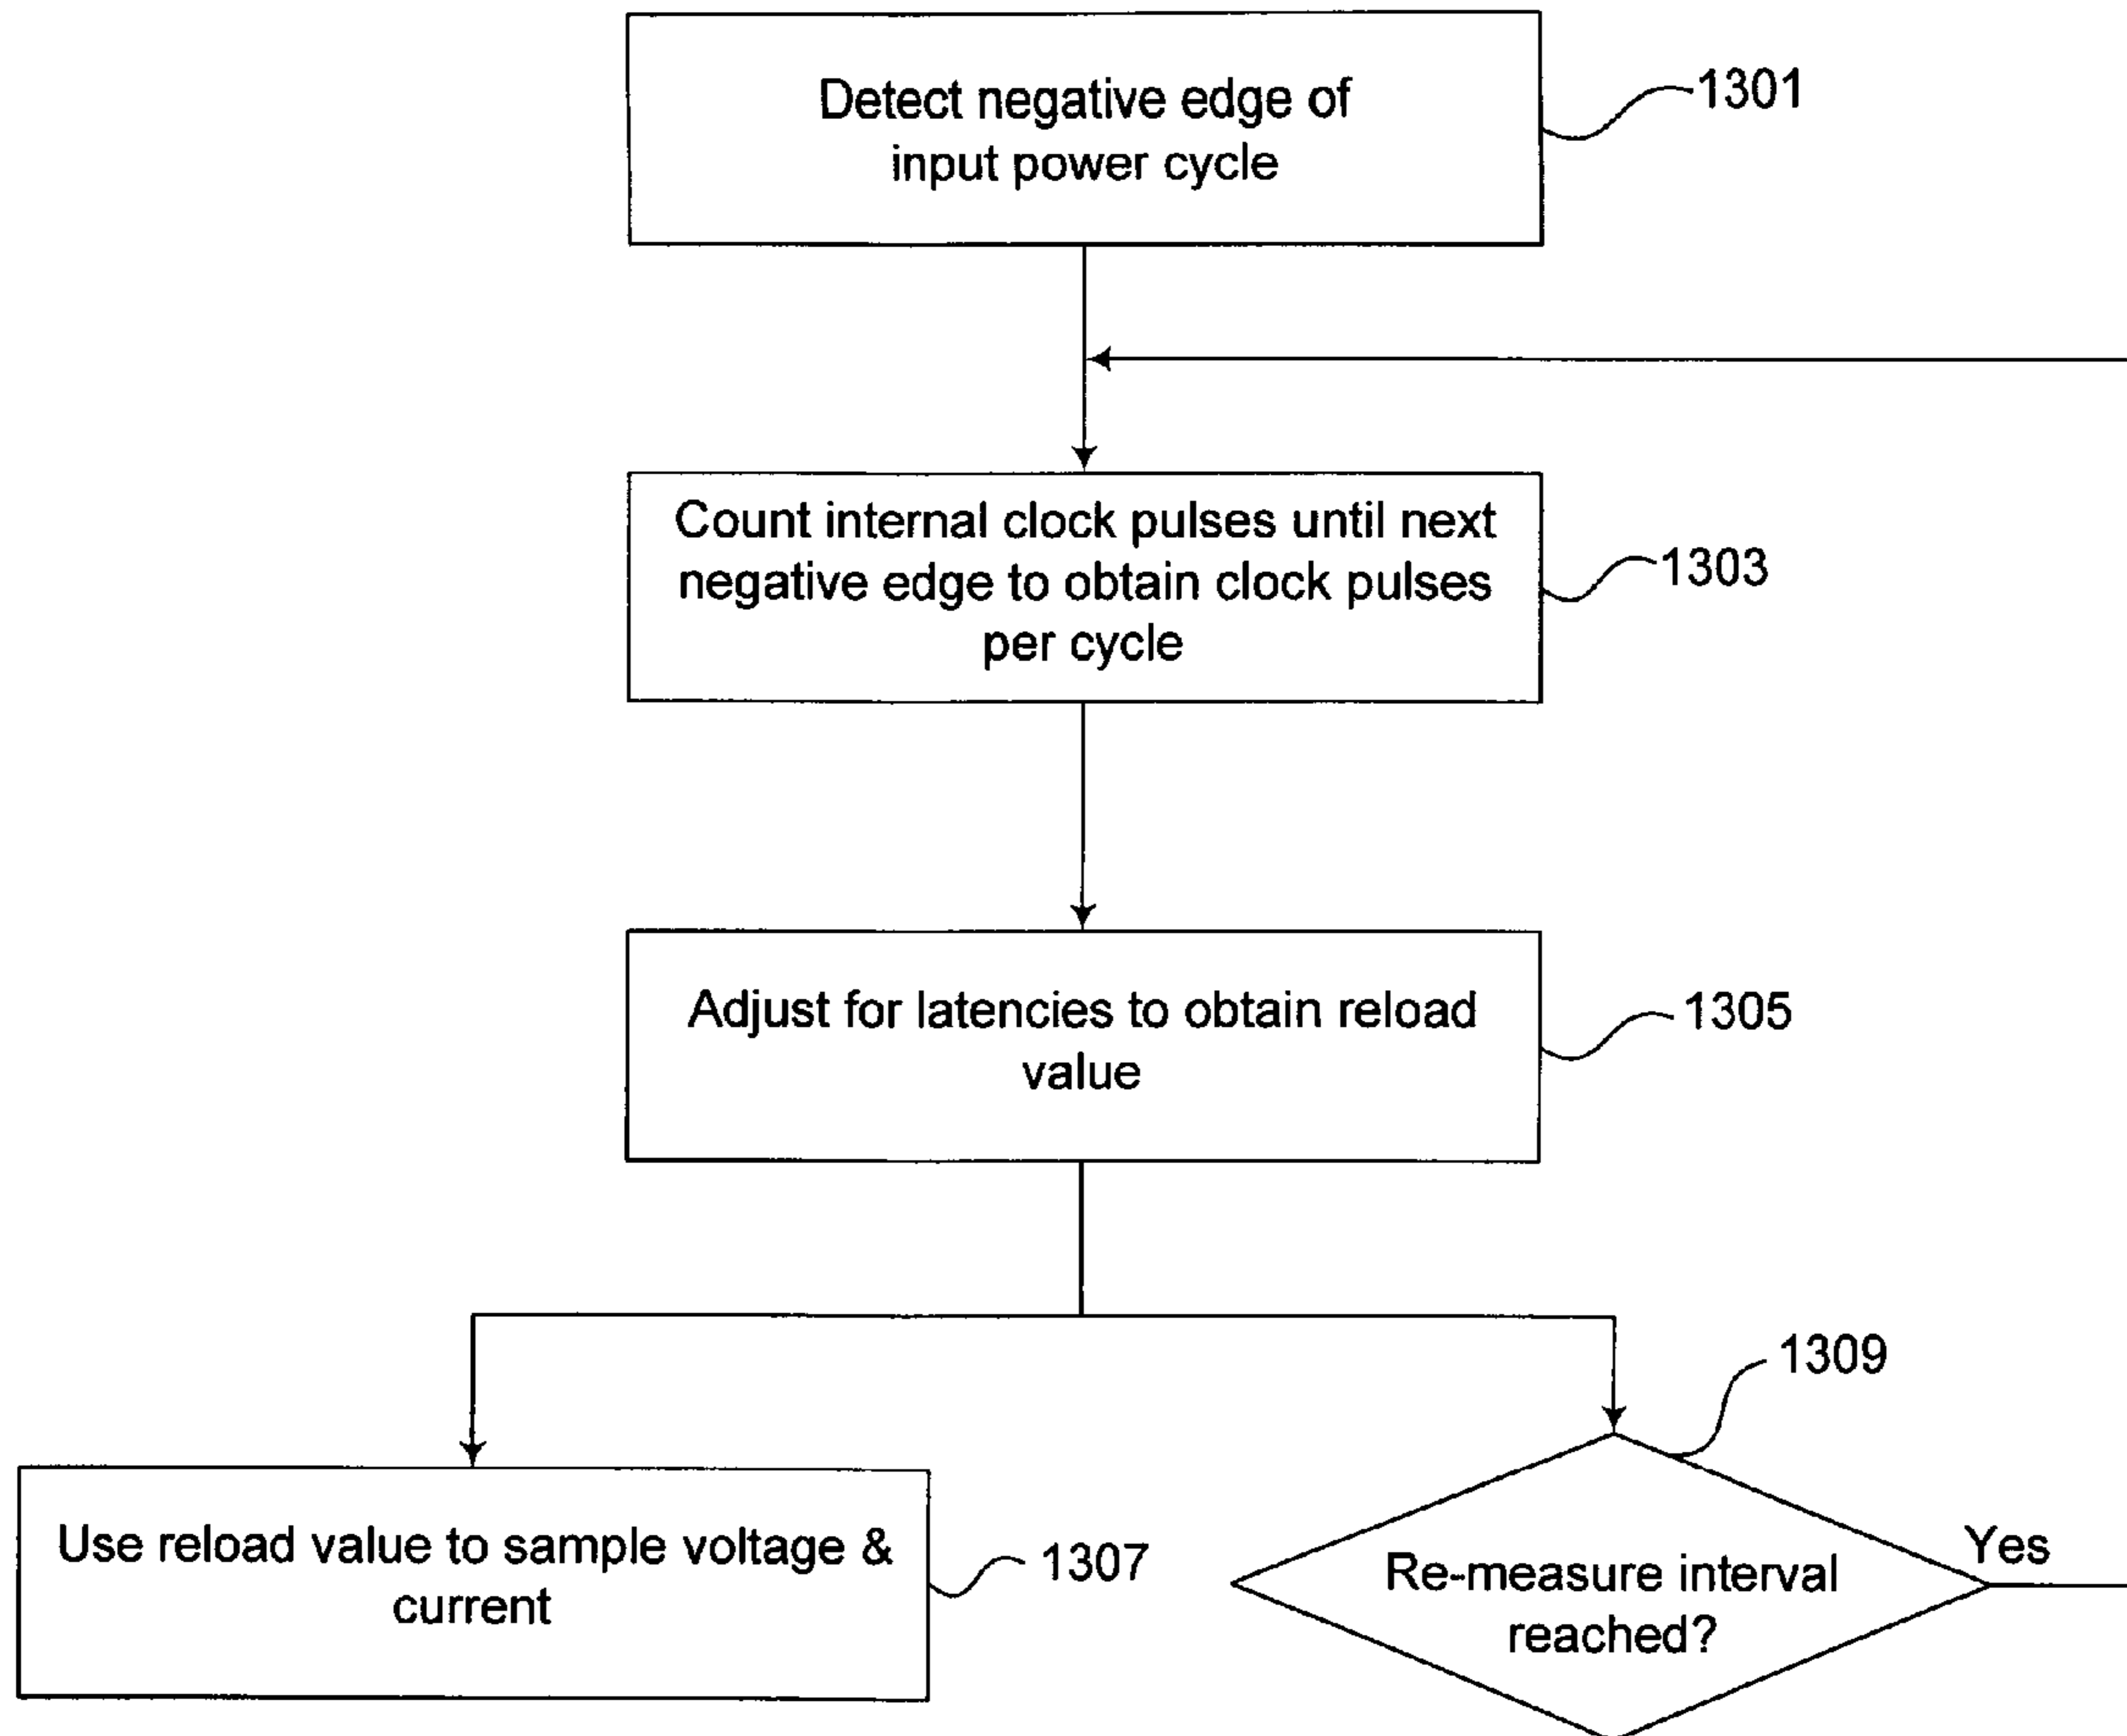 Detect negative edge of
input power cycle
1301
Count internal clock pulses until next
negative edge to obtain clock pulses
per cycle
1303
Adjust for latencies to obtain reload
value
1305
Use reload value to sample voltage &
current
1307
1309
Re-measure interval
reached?
Yes